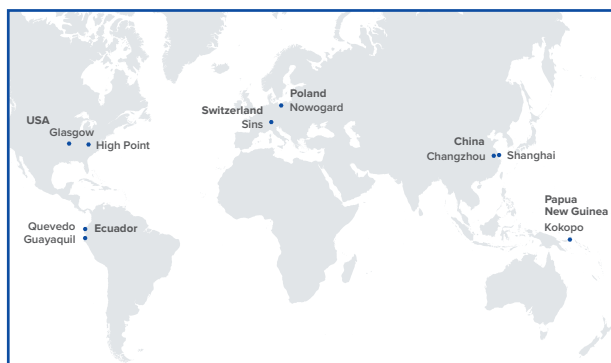 USA
Glasgow
High Point
Switzerland
Sins
Poland
Nowogard
China
Changzhou
Shanghai
Papua
New Guinea
Kokopo
Quevedo
Guayaquil
Ecuador